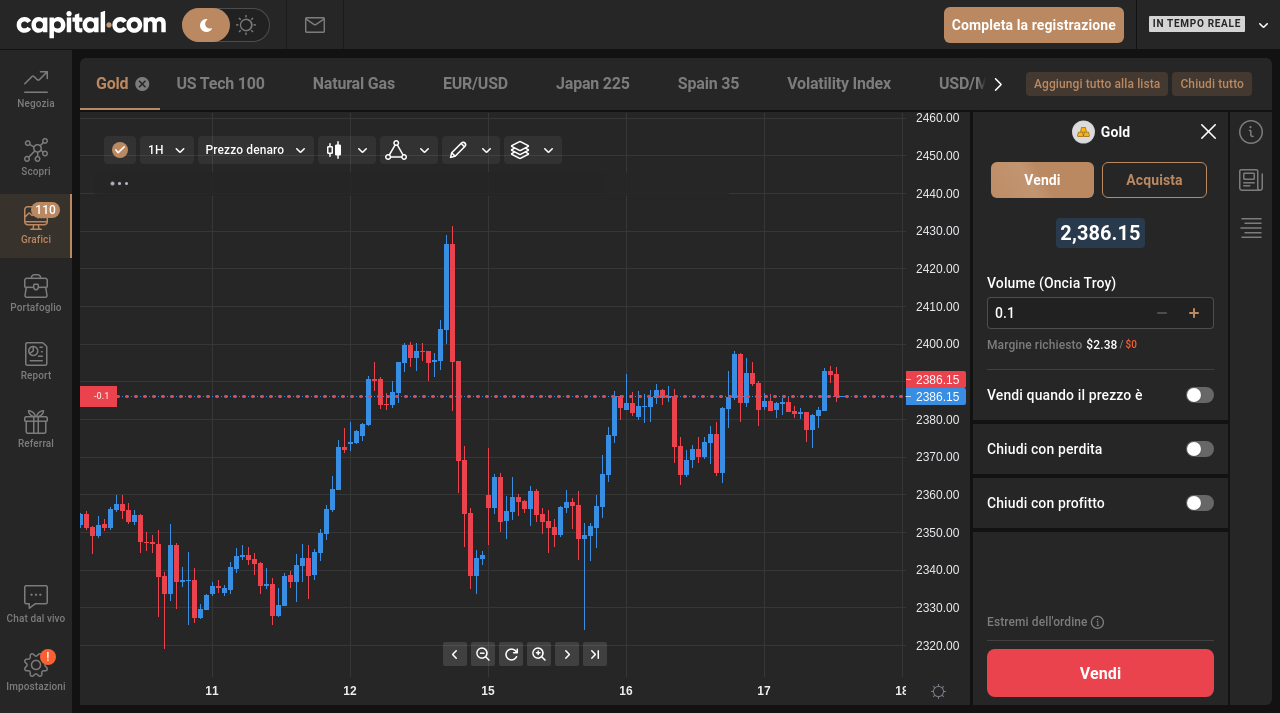 capital.com
Completa la registrazione
IN TEMPO REALE
Negozia
Scopri
110
Grafici
Portafoglio
Report
Referral
Chat dal vivo
!
Impostazioni
Gold
US Tech 100
Natural Gas
EUR/USD
Japan 225
Spain 35
Volatility Index
USD/M
Aggiungi tutto alla lista
Chiudi tutto
1H
Prezzo denaro
-0.1
2460.00
2450.00
2440.00
2430.00
2420.00
2410.00
2400.00
2386.15
2386.15
2380.00
2370.00
2360.00
2350.00
2340.00
2330.00
2320.00
11
12
15
16
17
18
Gold
Vendi
Acquista
2,386.15
Volume (Oncia Troy)
0.1
Margine richiesto $2.38 / $0
Vendi quando il prezzo è
Chiudi con perdita
Chiudi con profitto
Estremi dell'ordine
Vendi